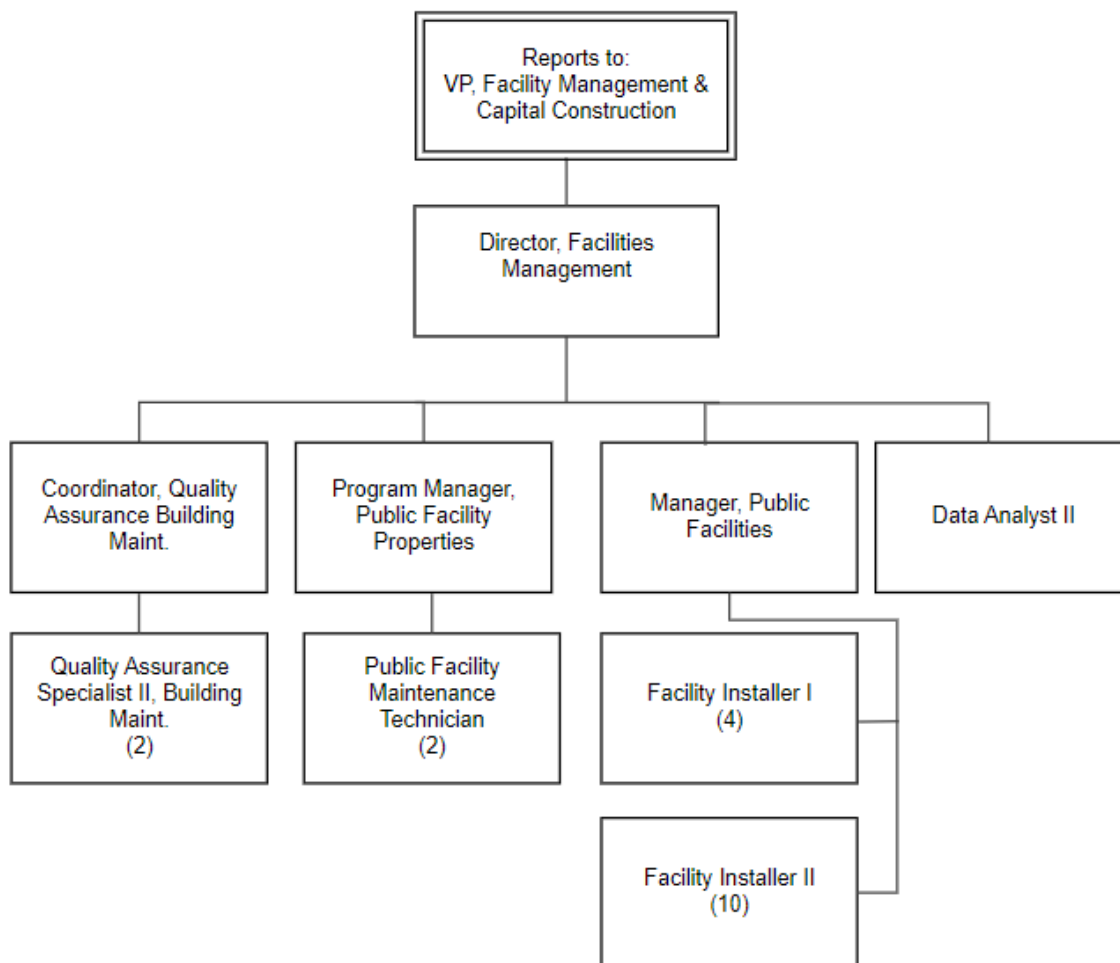 Reports to:
VP, Facility Management &
Capital Construction
Director, Facilities
Management
Coordinator, Quality
Assurance Building
Maint.
Program Manager,
Public Facility
Properties
Manager, Public
Facilities
Data Analyst II
Quality Assurance
Specialist II, Building
Maint.
(2)
Public Facility
Maintenance
Technician
(2)
Facility Installer I
(4)
Facility Installer II
(10)